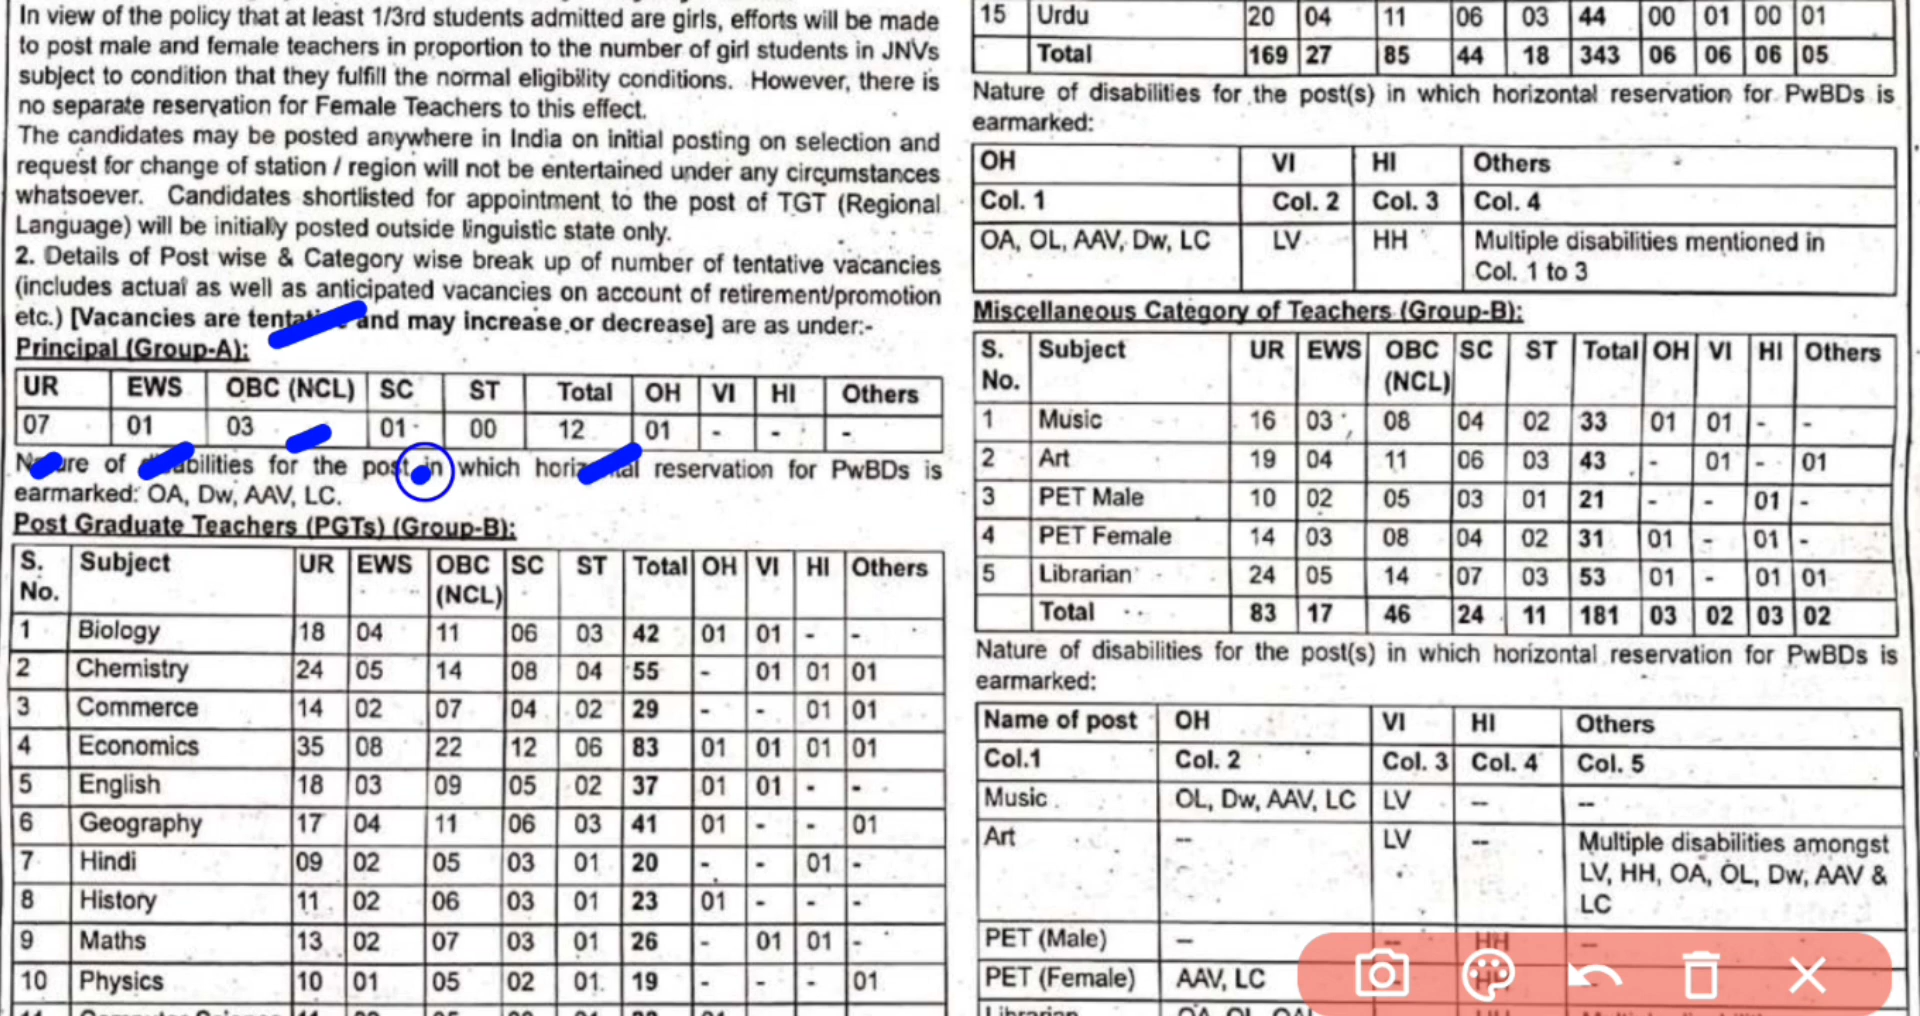 In view of the policy that at least 1/3rd students admitted are girls, efforts will be made
to post male and female teachers in proportion to the number of girl students in JNVs
subject to condition that they fulfill the normal eligibility conditions. However, there is
no separate reservation for Female Teachers to this effect.
The candidates may be posted anywhere in India on initial posting on selection and
request for change of station / region will not be entertained under any circumstances
whatsoever. Candidates shortlisted for appointment to the post of TGT (Regional
Language) will be initially posted outside linguistic state only.
2. Details of Post wise & Category wise break up of number of tentative vacancies
(includes actual as well as anticipated vacancies on account of retirement/promotion
etc.) [Vacancies are tentative and may increase or decrease] are as under:-
Principal (Group-A):
UR EWS OBC (NCL) SC ST Total OH VI HI Others
07 01 03 01 00 12 01 - - -
Nature of disabilities for the post in which horizontal reservation for PwBDs is
earmarked: OA, Dw, AAV, LC.
Post Graduate Teachers (PGTs) (Group-B):
S. No. Subject UR EWS OBC (NCL) SC ST Total OH VI HI Others
1 Biology 18 04 11 06 03 42 01 01 - -
2 Chemistry 24 05 14 08 04 55 - 01 01 01
3 Commerce 14 02 07 04 02 29 - - 01 01
4 Economics 35 08 22 12 06 83 01 01 01 01
5 English 18 03 09 05 02 37 01 01 - -
6 Geography 17 04 11 06 03 41 01 - - 01
7 Hindi 09 02 05 03 01 20 - - 01 -
8 History 11 02 06 03 01 23 01 - - -
9 Maths 13 02 07 03 01 26 - 01 01 -
10 Physics 10 01 05 02 01 19 - - - 01
15 Urdu 20 04 11 06 03 44 00 01 00 01
Total 169 27 85 44 18 343 06 06 06 05
Nature of disabilities for the post(s) in which horizontal reservation for PwBDs is
earmarked:
OH VI HI Others
Col. 1 Col. 2 Col. 3 Col. 4
OA, OL, AAV, Dw, LC LV HH Multiple disabilities mentioned in
Col. 1 to 3
Miscellaneous Category of Teachers (Group-B):
S. No. Subject UR EWS OBC (NCL) SC ST Total OH VI HI Others
1 Music 16 03 08 04 02 33 01 01 - -
2 Art 19 04 11 06 03 43 - 01 - 01
3 PET Male 10 02 05 03 01 21 - - 01 -
4 PET Female 14 03 08 04 02 31 01 - 01 -
5 Librarian 24 05 14 07 03 53 01 - 01 01
Total 83 17 46 24 11 181 03 02 03 02
Nature of disabilities for the post(s) in which horizontal reservation for PwBDs is
earmarked:
Name of post OH VI HI Others
Col.1 Col. 2 Col. 3 Col. 4 Col. 5
Music OL, Dw, AAV, LC LV -- --
Art -- LV -- Multiple disabilities amongst
LV, HH, OA, OL, Dw, AAV &
LC
PET (Male) -- -- HH --
PET (Female) AAV, LC